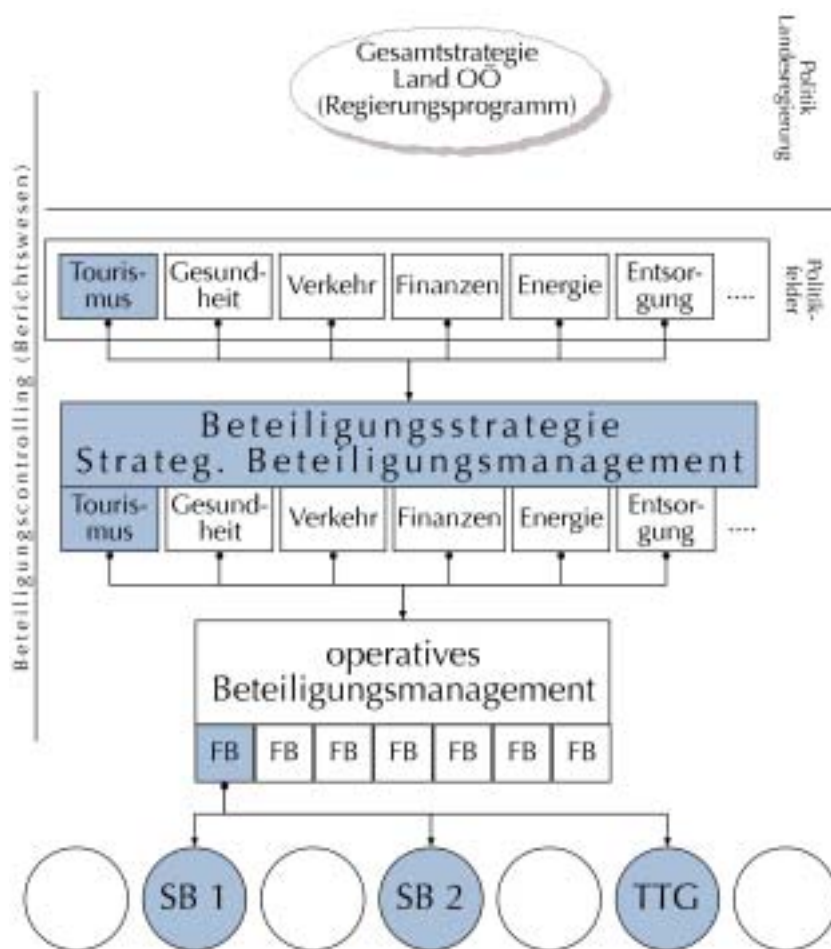 Gesamtstrategie
Land OÖ
(Regierungsprogramm)
Politik
Landesregierung
Beteiligungscontrolling (Berichtswesen)
Touris-
mus
Gesund-
heit
Verkehr
Finanzen
Energie
Entsor-
gung
....
Politik-
felder
Beteiligungsstrategie
Strateg. Beteiligungsmanagement
Touris-
mus
Gesund-
heit
Verkehr
Finanzen
Energie
Entsor-
gung
....
operatives
Beteiligungsmanagement
FB FB FB FB FB FB FB
SB 1
SB 2
TTG